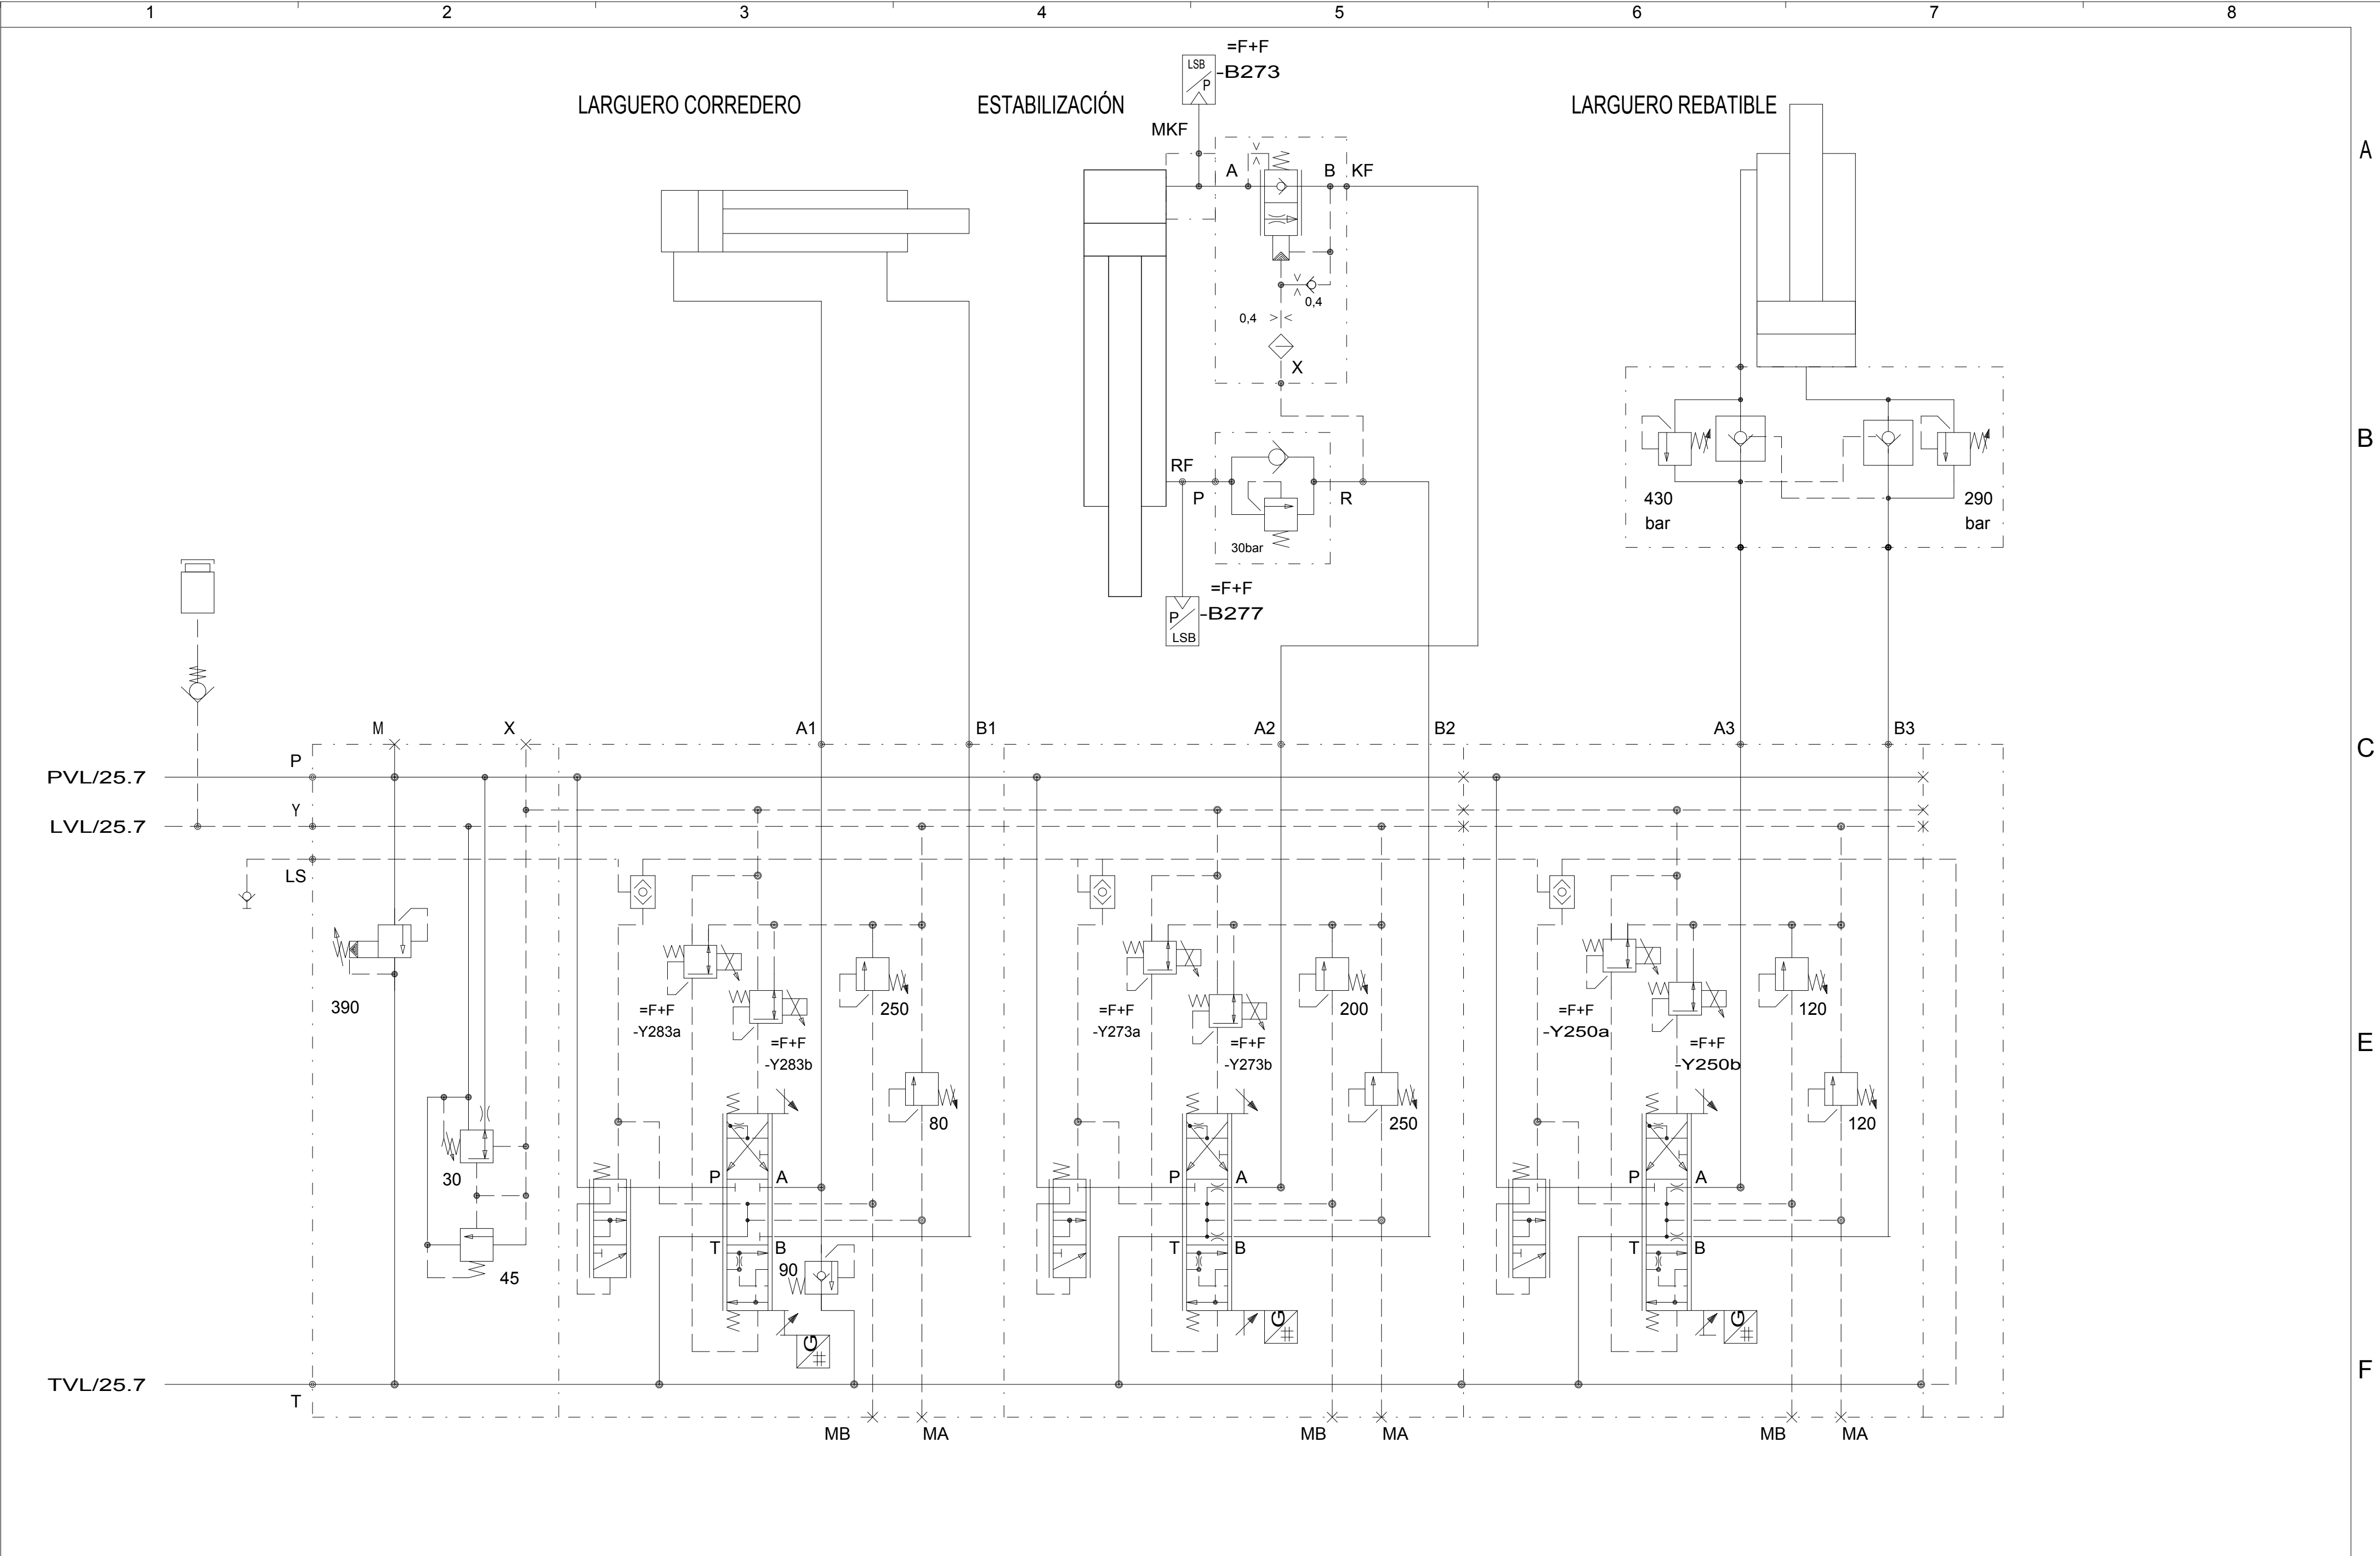 1 2 3 4 5 6 7 8
=F+F
LSB
P
-B273
LARGUERO CORREDERO
ESTABILIZACIÓN
LARGUERO REBATIBLE
MKF
A
A
B
KF
0,4
0,4
X
B
RF
P
R
430
bar
290
bar
30bar
=F+F
P
-B277
LSB
M
X
A1
B1
A2
B2
A3
B3
C
P
PVL/25.7
Y
LVL/25.7
LS
390
=F+F
-Y283a
250
=F+F
-Y283b
=F+F
-Y273a
200
=F+F
-Y273b
=F+F
-Y250a
120
=F+F
-Y250b
E
80
250
120
30
P
A
P
A
P
A
T
B
T
B
T
B
90
45
G
#
G
#
G
#
TVL/25.7
F
T
MB
MA
MB
MA
MB
MA